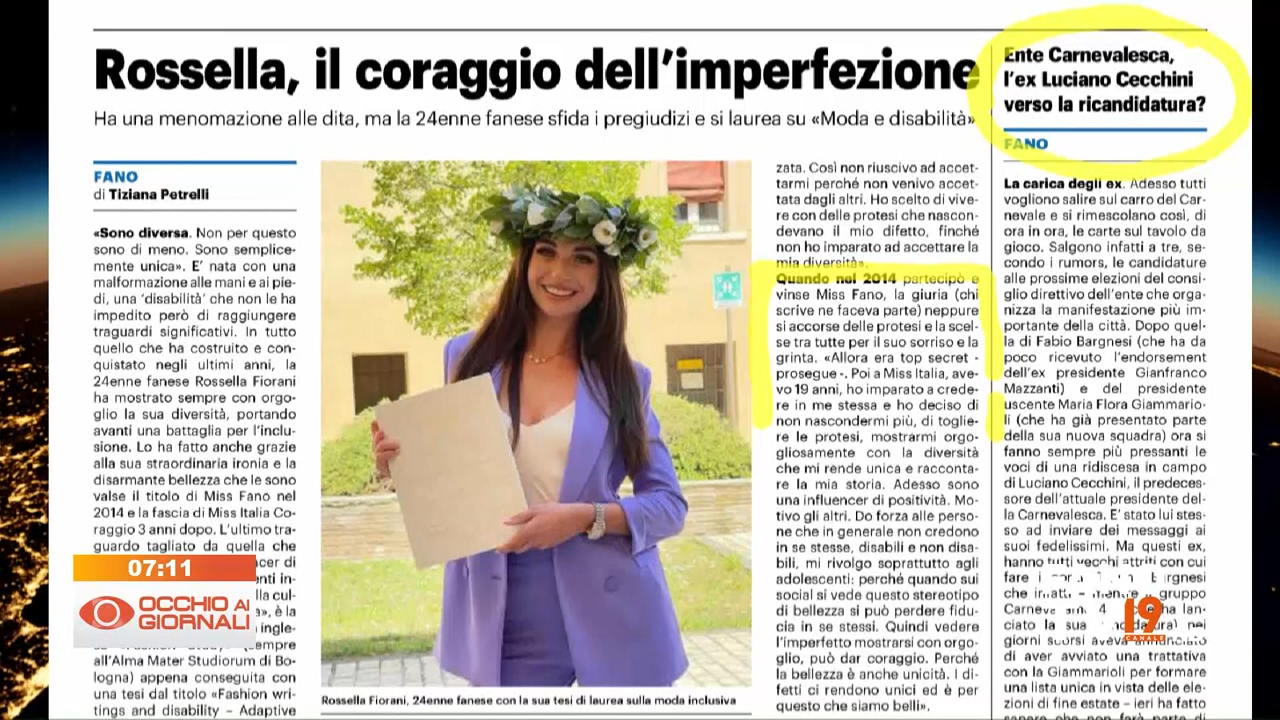 Rossella, il coraggio dell'imperfezione
Ha una menomazione alle dita, ma la 24enne fanese sfida i pregiudizi e si laurea su «Moda e disabilità»
FANO
di Tiziana Petrelli
«Sono diversa. Non per questo
sono di meno. Sono semplice-
mente unica». E' nata con una
malformazione alle mani e ai pie-
di, una 'disabilità' che non le ha
impedito però di raggiungere
traguardi significativi. In tutto
quello che ha costruito e con-
quistato negli ultimi anni, la
24enne fanese Rossella Fiorani
ha mostrato sempre con orgo-
glio la sua diversità, portando
avanti una battaglia per l'inclu-
sione. Lo ha fatto anche grazie
alla sua straordinaria ironia e la
disarmante bellezza che le sono
valse il titolo di Miss Fano nel
2014 e la fascia di Miss Italia Co-
raggio 3 anni dopo. L'ultimo tra-
guardo tagliato da quella che
all'Alma Mater Studiorum di Bo-
logna) appena conseguita con
una tesi dal titolo «Fashion wri-
tings and disability – Adaptive
Rossella Fiorani, 24enne fanese con la sua tesi di laurea sulla moda inclusiva
zata. Così non riuscivo ad accet-
tarmi perché non venivo accet-
tata dagli altri. Ho scelto di vive-
re con delle protesi che nascon-
devano il mio difetto, finché
non ho imparato ad accettare la
mia diversità».
Quando nel 2014 partecipò e
vinse Miss Fano, la giuria (chi
scrive ne faceva parte) neppure
si accorse delle protesi e la scel-
se tra tutte per il suo sorriso e la
grinta. «Allora era top secret -
prosegue -. Poi a Miss Italia, ave-
vo 19 anni, ho imparato a crede-
re in me stessa e ho deciso di
non nascondermi più, di toglie-
re le protesi, mostrarmi orgo-
gliosamente con la diversità
che mi rende unica e racconta-
re la mia storia. Adesso sono
una influencer di positività. Mo-
tivo gli altri. Do forza alle perso-
ne che in generale non credono
in se stesse, disabili e non disa-
bili, mi rivolgo soprattutto agli
adolescenti: perché quando sui
social si vede questo stereotipo
di bellezza si può perdere fidu-
cia in se stessi. Quindi vedere
l'imperfetto mostrarsi con orgo-
glio, può dar coraggio. Perché
la bellezza è anche unicità. I di-
fetti ci rendono unici ed è per
questo che siamo belli».
Ente Carnevalesca,
l'ex Luciano Cecchini
verso la ricandidatura?
FANO
La carica degli ex. Adesso tutti
vogliono salire sul carro del Car-
nevale e si rimescolano così, di
ora in ora, le carte sul tavolo da
gioco. Salgono infatti a tre, se-
condo i rumors, le candidature
alle prossime elezioni del consi-
glio direttivo dell'ente che orga-
nizza la manifestazione più im-
portante della città. Dopo quel-
la di Fabio Bargnesi (che ha da
poco ricevuto l'endorsement
dell'ex presidente Gianfranco
Mazzanti) e del presidente
uscente Maria Flora Giammario-
li (che ha già presentato parte
della sua nuova squadra) ora si
fanno sempre più pressanti le
voci di una ridiscesa in campo
di Luciano Cecchini, il predeces-
sore dell'attuale presidente del-
la Carnevalesca. E' stato lui stes-
so ad inviare dei messaggi ai
suoi fedelissimi. Ma questi ex,
hanno tutti vecchi attriti con cui
fare
che gruppo
ha lan-
ciato la sua nei
giorni scorsi aveva annunciato
di aver avviato una trattativa
con la Giammarioli per formare
una lista unica in vista delle ele-
zioni di fine estate – ieri ha fatto
07:11
OCCHIO AI
GIORNALI
19
CANALE